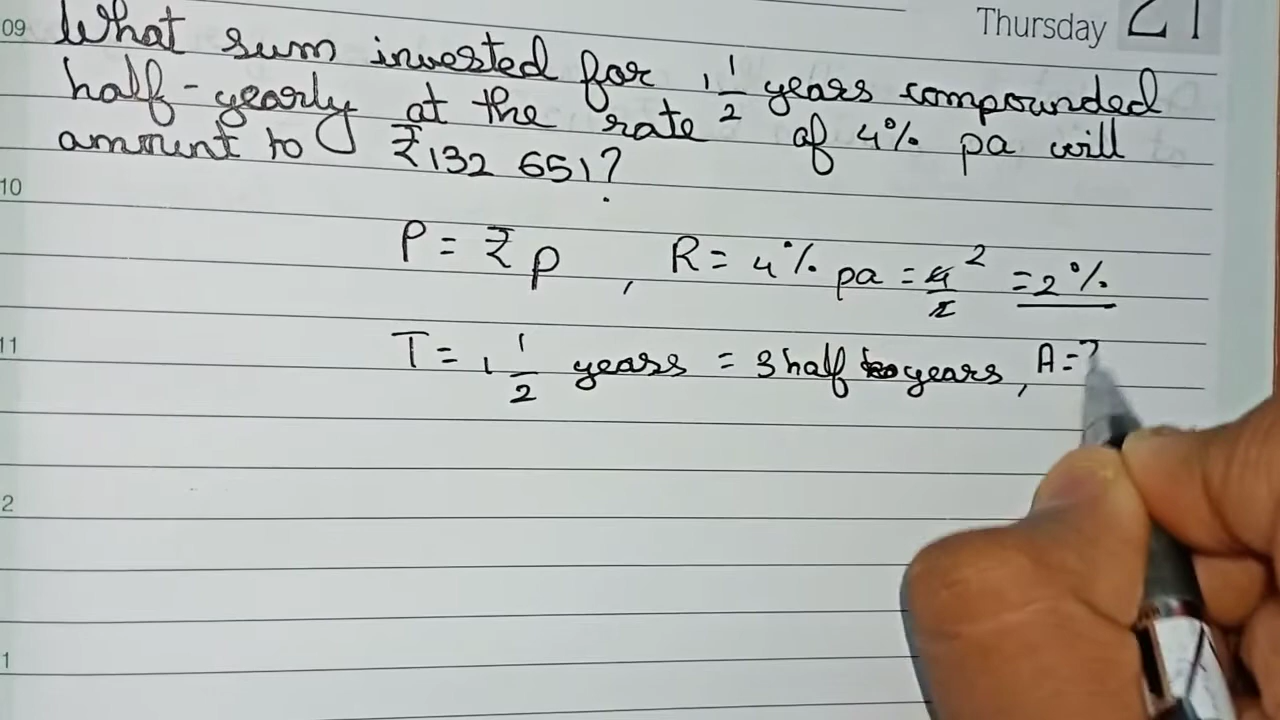 Thursday 21
09 What sum invested for 1 1/2 years compounded
half-yearly at the rate of 4% pa will
amount to ₹132 651?
10
P = ₹ P , R = 4% pa = 4/2 2 = 2%
11 T = 1 1/2 years = 3 half years, A = ?
2
1